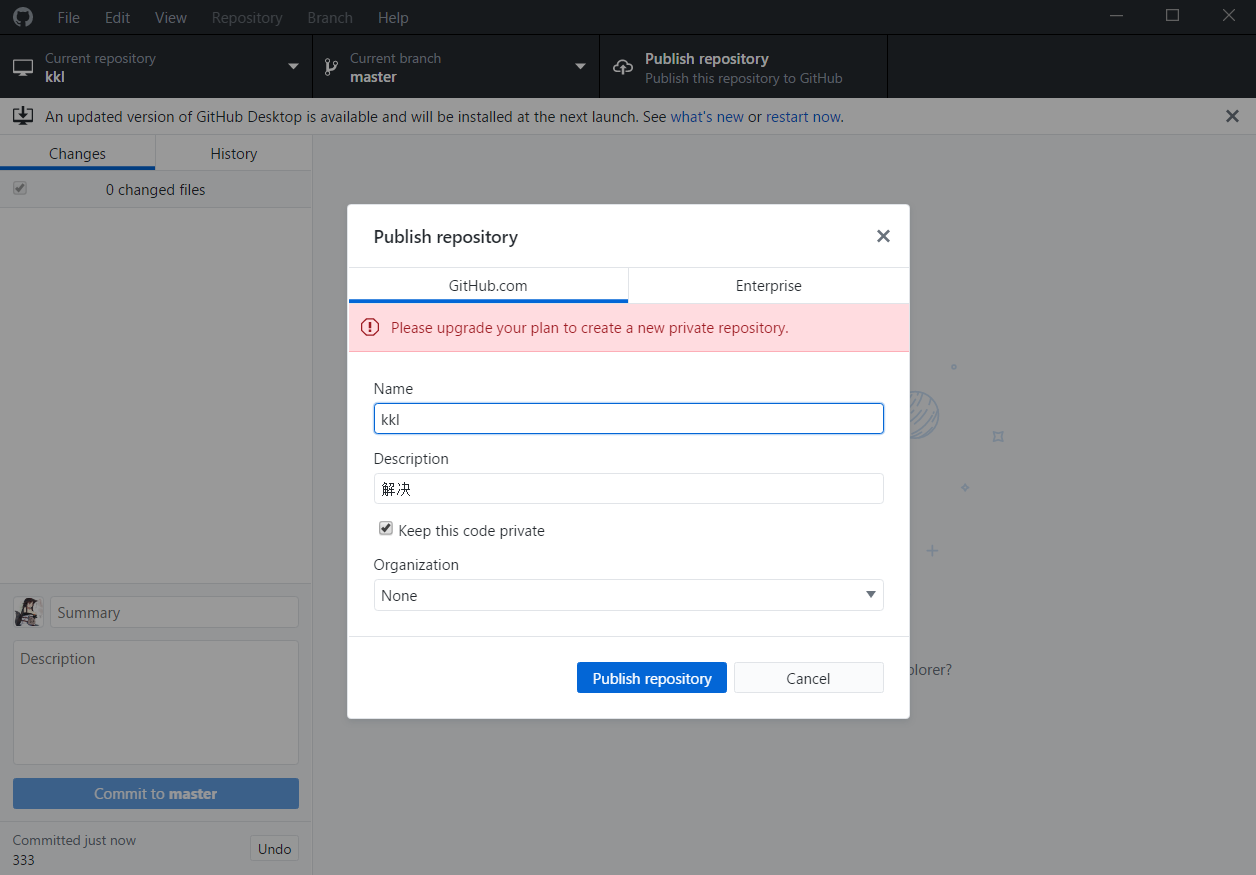 File Edit View Repository Branch Help
Current repository
kkl
Current branch
master
Publish repository
Publish this repository to GitHub
An updated version of GitHub Desktop is available and will be installed at the next launch. See what's new or restart now.
Changes
History
0 changed files
Publish repository
GitHub.com
Enterprise
Please upgrade your plan to create a new private repository.
Name
kkl
Description
解决
Keep this code private
Organization
None
Publish repository
Cancel
Summary
Description
Commit to master
Committed just now
333
Undo